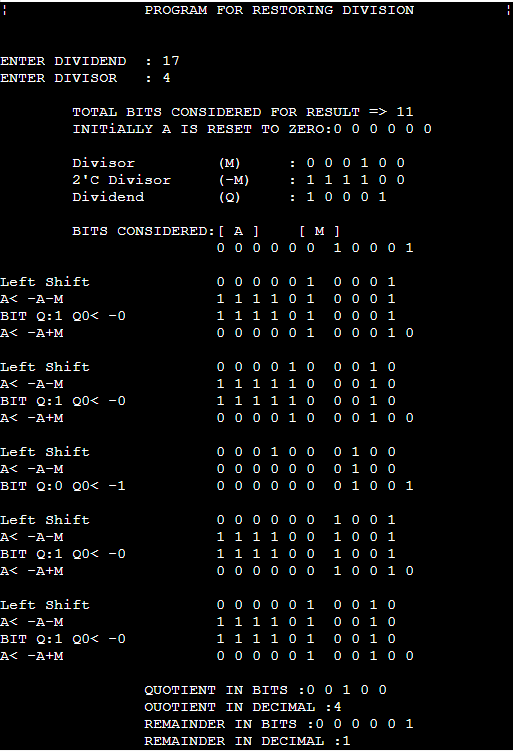 ¦ PROGRAM FOR RESTORING DIVISION ¦
ENTER DIVIDEND : 17
ENTER DIVISOR : 4
TOTAL BITS CONSIDERED FOR RESULT => 11
INITiALLY A IS RESET TO ZERO:0 0 0 0 0 0
Divisor (M) : 0 0 0 1 0 0
2'C Divisor (-M) : 1 1 1 1 0 0
Dividend (Q) : 1 0 0 0 1
BITS CONSIDERED:[ A ] [ M ]
0 0 0 0 0 0 1 0 0 0 1
Left Shift 0 0 0 0 0 1 0 0 0 1
A< -A-M 1 1 1 1 0 1 0 0 0 1
BIT Q:1 Q0< -0 1 1 1 1 0 1 0 0 0 1
A< -A+M 0 0 0 0 0 1 0 0 0 1 0
Left Shift 0 0 0 0 1 0 0 0 1 0
A< -A-M 1 1 1 1 1 0 0 0 1 0
BIT Q:1 Q0< -0 1 1 1 1 1 0 0 0 1 0
A< -A+M 0 0 0 0 1 0 0 0 1 0 0
Left Shift 0 0 0 1 0 0 0 1 0 0
A< -A-M 0 0 0 0 0 0 0 1 0 0
BIT Q:0 Q0< -1 0 0 0 0 0 0 0 1 0 0 1
Left Shift 0 0 0 0 0 0 1 0 0 1
A< -A-M 1 1 1 1 0 0 1 0 0 1
BIT Q:1 Q0< -0 1 1 1 1 0 0 1 0 0 1
A< -A+M 0 0 0 0 0 0 1 0 0 1 0
Left Shift 0 0 0 0 0 1 0 0 1 0
A< -A-M 1 1 1 1 0 1 0 0 1 0
BIT Q:1 Q0< -0 1 1 1 1 0 1 0 0 1 0
A< -A+M 0 0 0 0 0 1 0 0 1 0 0
QUOTIENT IN BITS :0 0 1 0 0
OUOTIENT IN DECIMAL :4
REMAINDER IN BITS :0 0 0 0 0 1
REMAINDER IN DECIMAL :1